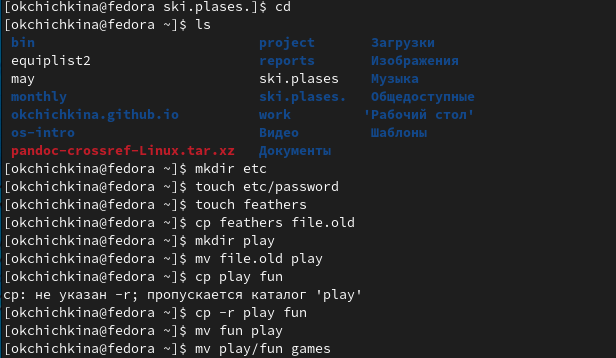 [okchichkina@fedora ski.plases.]$ cd
[okchichkina@fedora ~]$ ls
bin project Загрузки
equiplist2 reports Изображения
may ski.plases Музыка
monthly ski.plases. Общедоступные
okchichkina.github.io work 'Рабочий стол'
os-intro Видео Шаблоны
pandoc-crossref-Linux.tar.xz Документы
[okchichkina@fedora ~]$ mkdir etc
[okchichkina@fedora ~]$ touch etc/password
[okchichkina@fedora ~]$ touch feathers
[okchichkina@fedora ~]$ cp feathers file.old
[okchichkina@fedora ~]$ mkdir play
[okchichkina@fedora ~]$ mv file.old play
[okchichkina@fedora ~]$ cp play fun
cp: не указан -r; пропускается каталог 'play'
[okchichkina@fedora ~]$ cp -r play fun
[okchichkina@fedora ~]$ mv fun play
[okchichkina@fedora ~]$ mv play/fun games